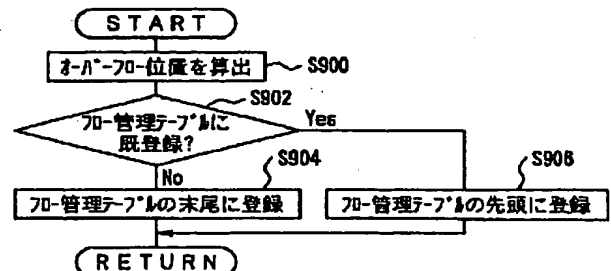 START
ｵｰﾊﾞｰﾌﾛｰ位置を算出
S900
S902
ﾌﾛｰ管理ﾃｰﾌﾞﾙに
既登録?
Yes
No
S904
S906
ﾌﾛｰ管理ﾃｰﾌﾞﾙの末尾に登録
ﾌﾛｰ管理ﾃｰﾌﾞﾙの先頭に登録
RETURN